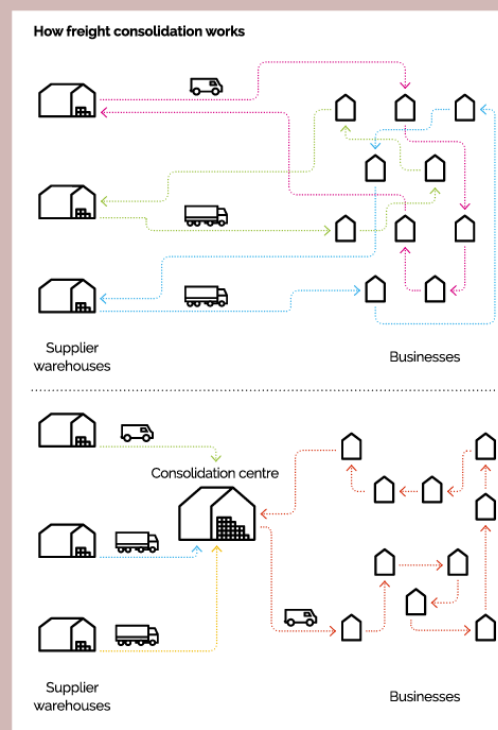 How freight consolidation works
Supplier
warehouses
Businesses
Consolidation centre
Supplier
warehouses
Businesses